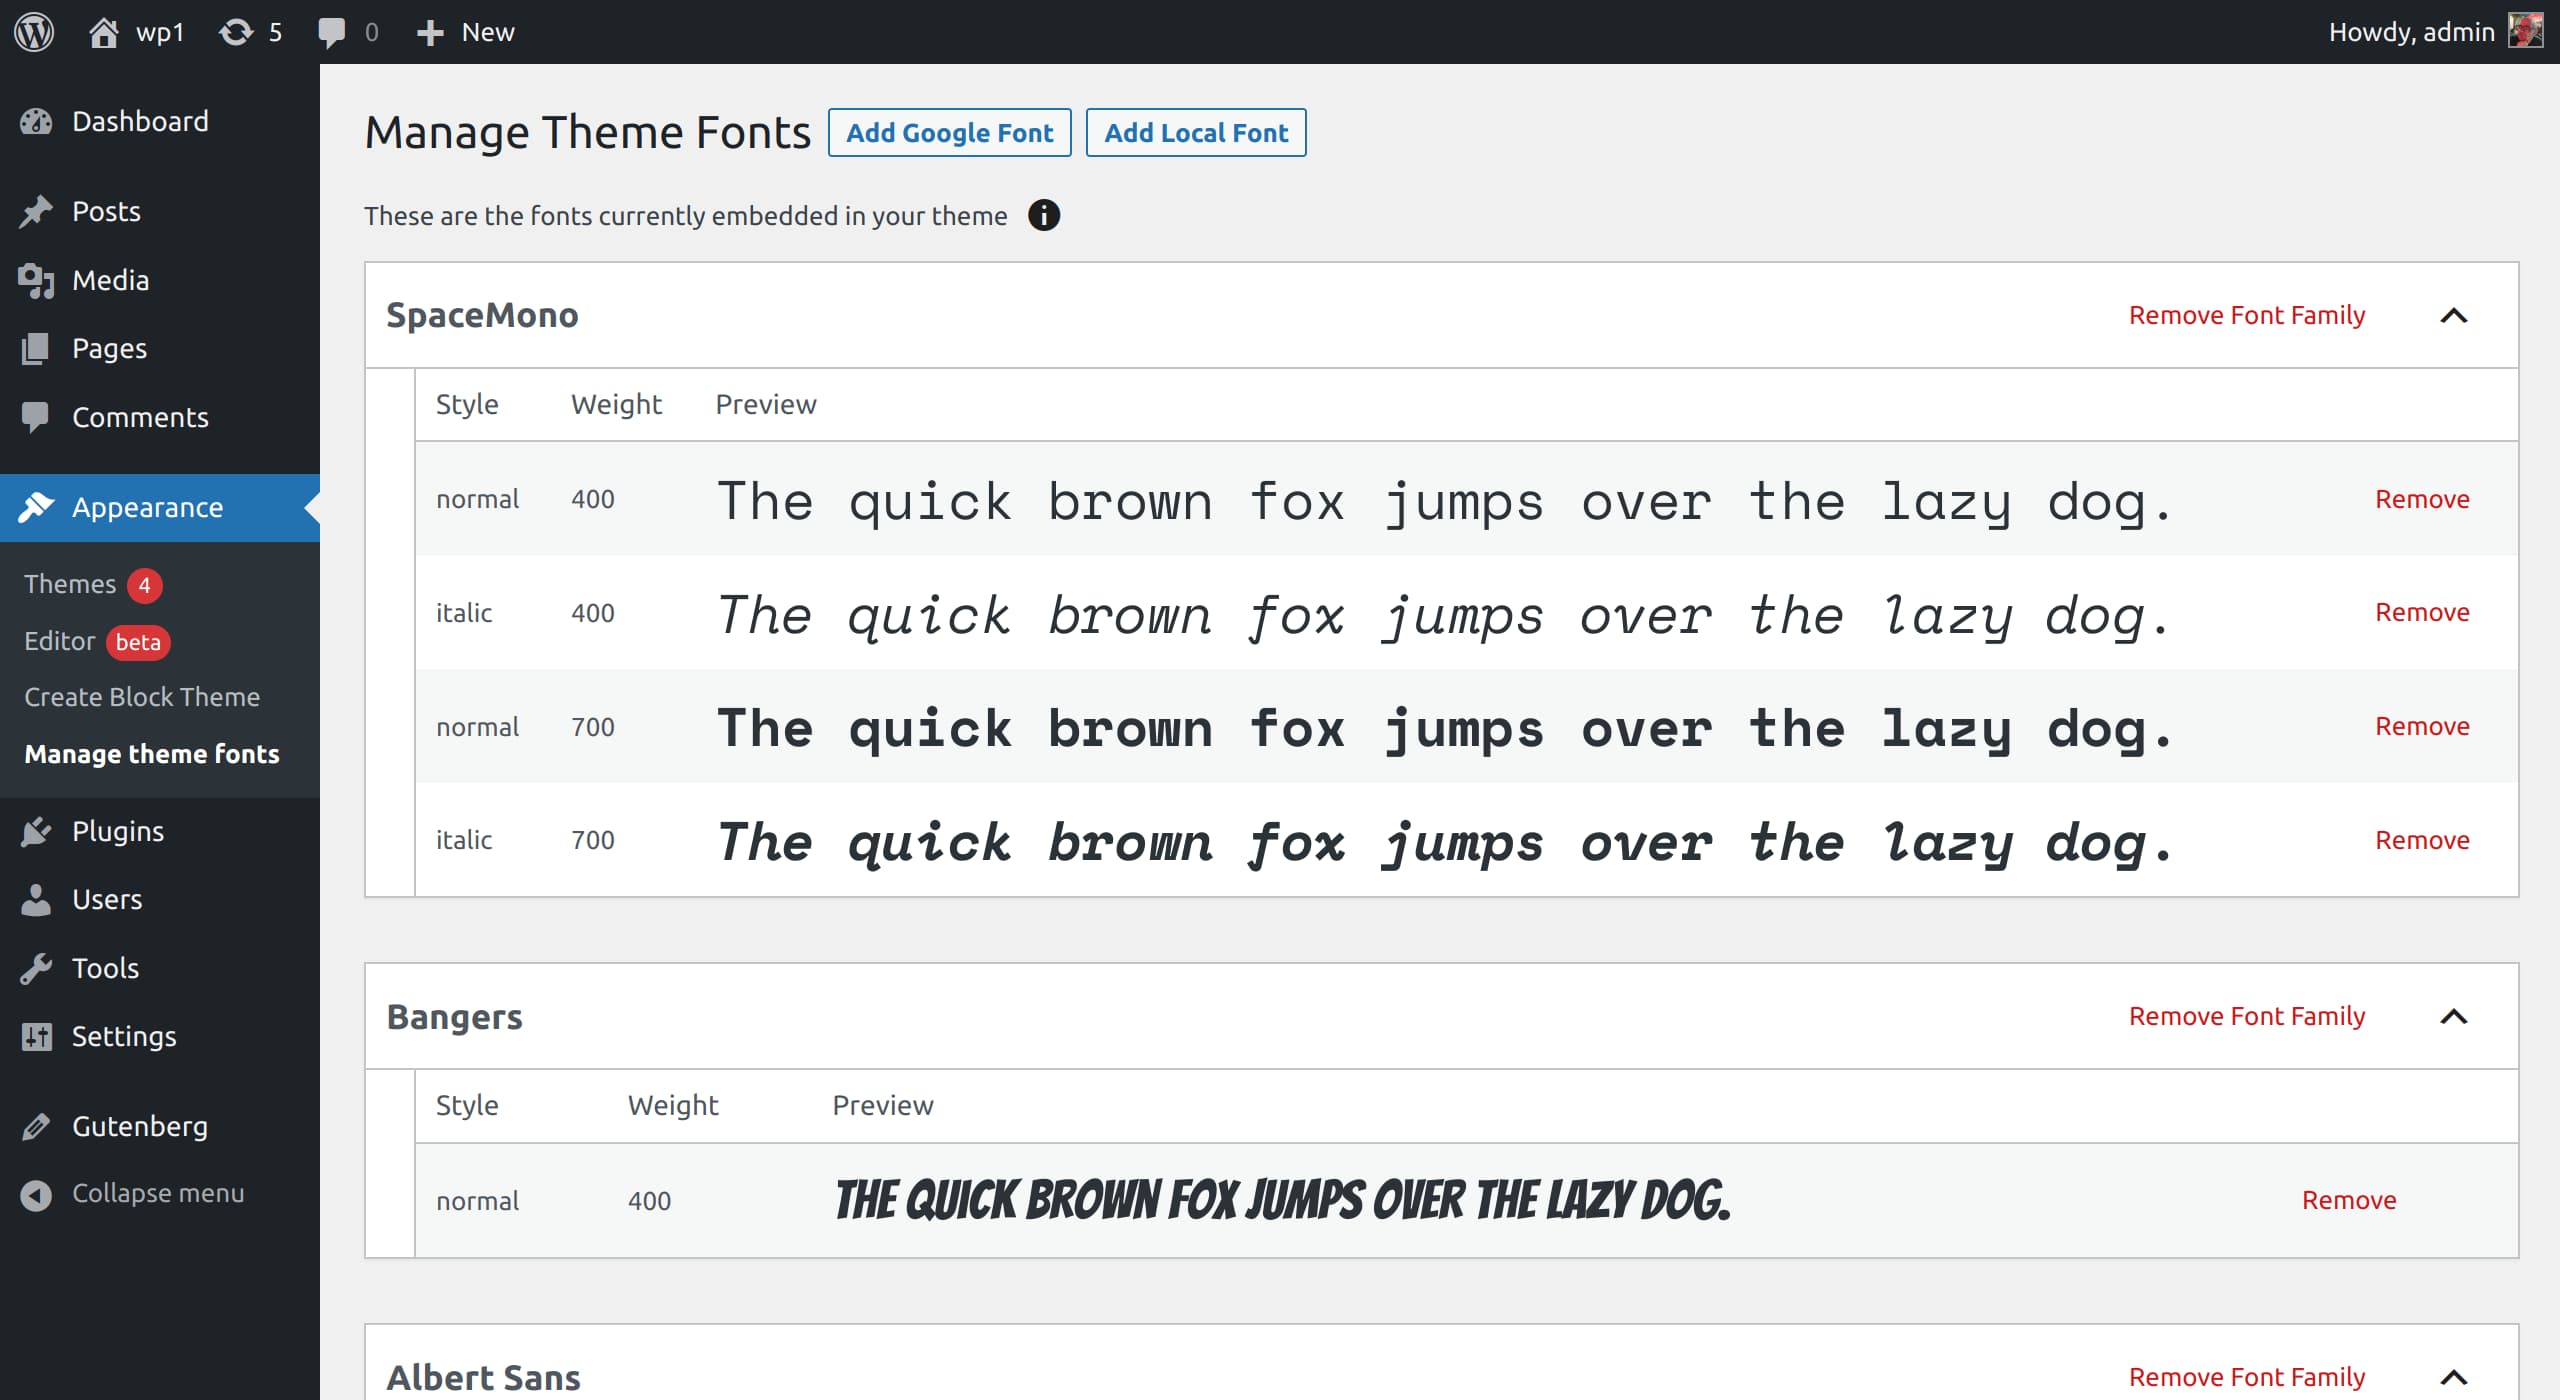 wp1 5 0 New Howdy, admin
Dashboard
Posts
Media
Pages
Comments
Appearance
Themes 4
Editor beta
Create Block Theme
Manage theme fonts
Plugins
Users
Tools
Settings
Gutenberg
Collapse menu
Manage Theme Fonts Add Google Font Add Local Font
These are the fonts currently embedded in your theme
SpaceMono Remove Font Family
Style Weight Preview
normal 400 The quick brown fox jumps over the lazy dog. Remove
italic 400 The quick brown fox jumps over the lazy dog. Remove
normal 700 The quick brown fox jumps over the lazy dog. Remove
italic 700 The quick brown fox jumps over the lazy dog. Remove
Bangers Remove Font Family
Style Weight Preview
normal 400 THE QUICK BROWN FOX JUMPS OVER THE LAZY DOG. Remove
Albert Sans Remove Font Family